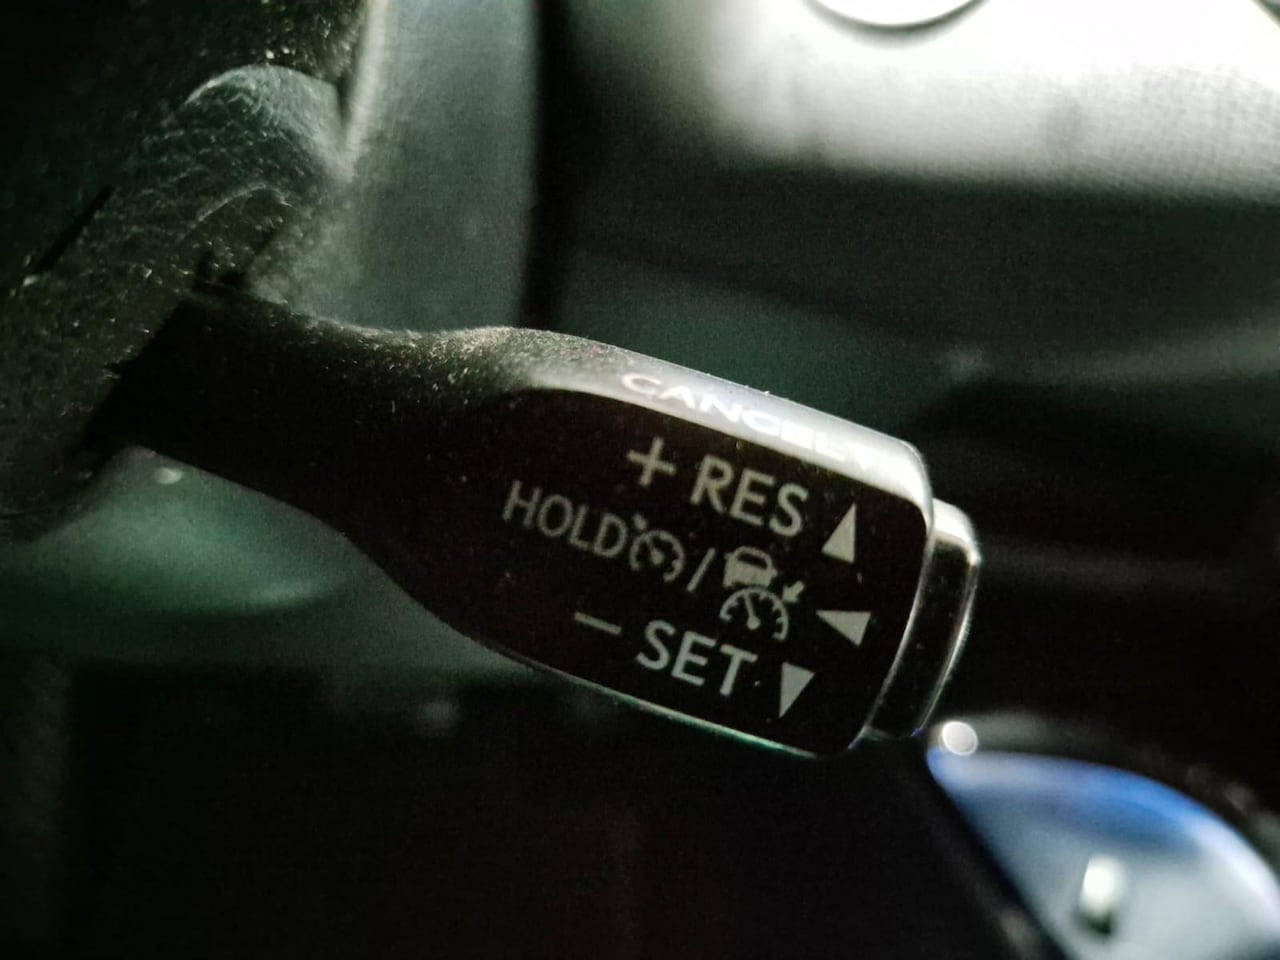 CANCEL
+ RES
HOLD /
− SET